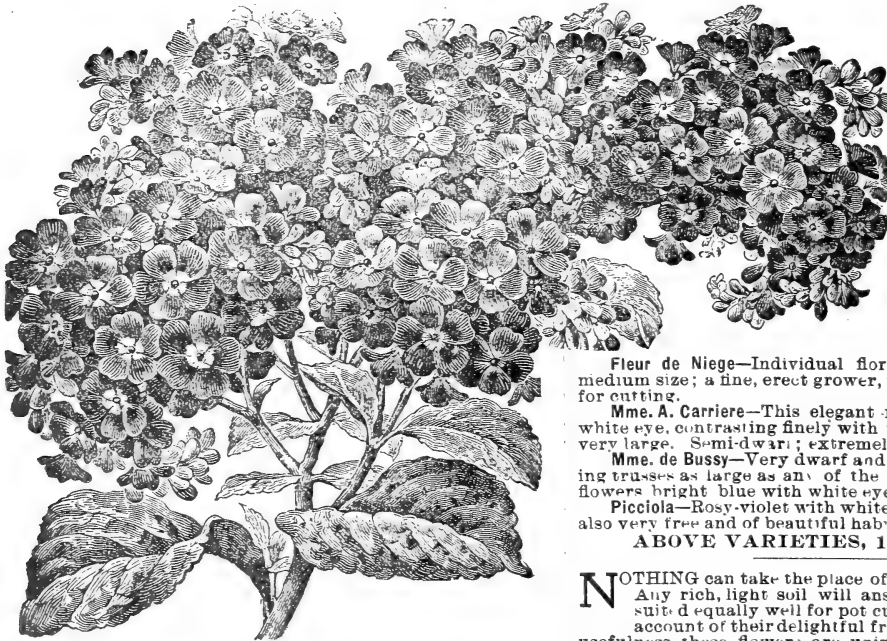 Fleur de Niege—Individual flor
medium size; a fine, erect grower,
for cutting.
Mme. A. Carriere—This elegant
white eye, contrasting finely with
very large. Semi-dwarf; extremel
Mme. de Bussy—Very dwarf and
ing trusses as large as any of the
flowers bright blue with white eye
Picciola—Rosy-violet with white
also very free and of beautiful hab
ABOVE VARIETIES, 1
NOTHING can take the place of
Any rich, light soil will ans
suited equally well for pot cu
account of their delightful fr
usefulness these flowers are